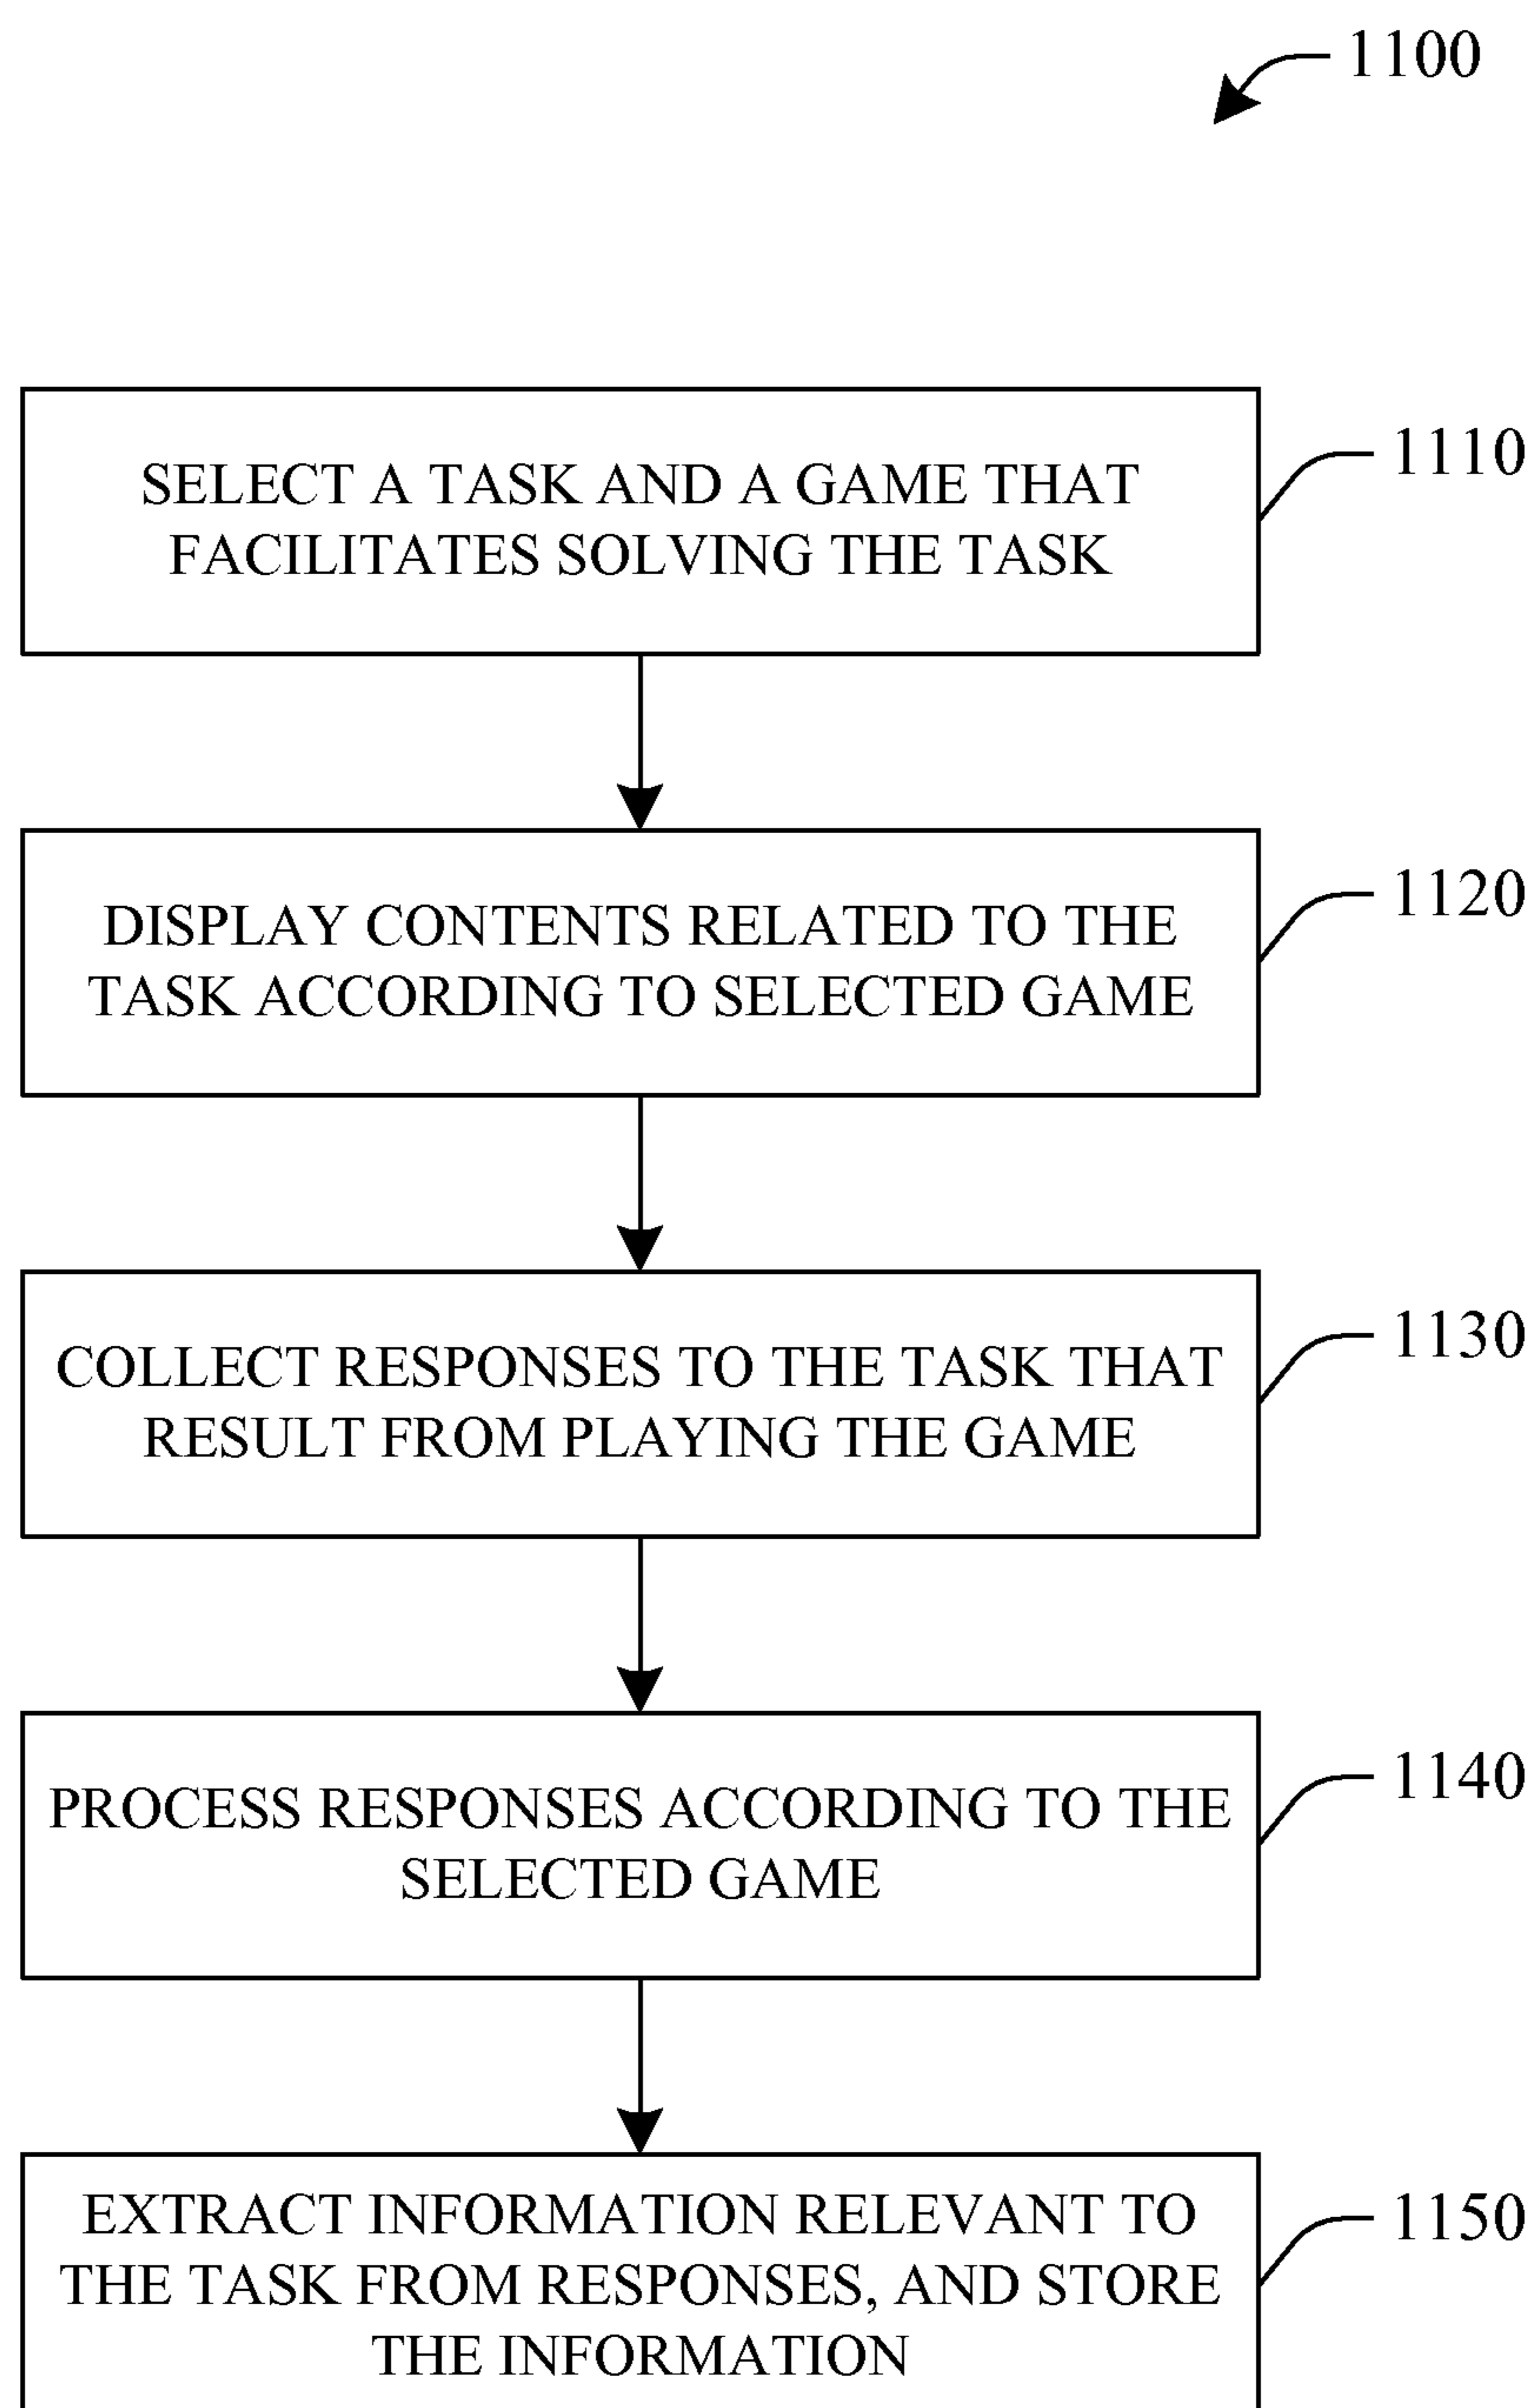 1100
SELECT A TASK AND A GAME THAT
FACILITATES SOLVING THE TASK
1110
DISPLAY CONTENTS RELATED TO THE
TASK ACCORDING TO SELECTED GAME
1120
COLLECT RESPONSES TO THE TASK THAT
RESULT FROM PLAYING THE GAME
1130
PROCESS RESPONSES ACCORDING TO THE
SELECTED GAME
1140
EXTRACT INFORMATION RELEVANT TO
THE TASK FROM RESPONSES, AND STORE
THE INFORMATION
1150